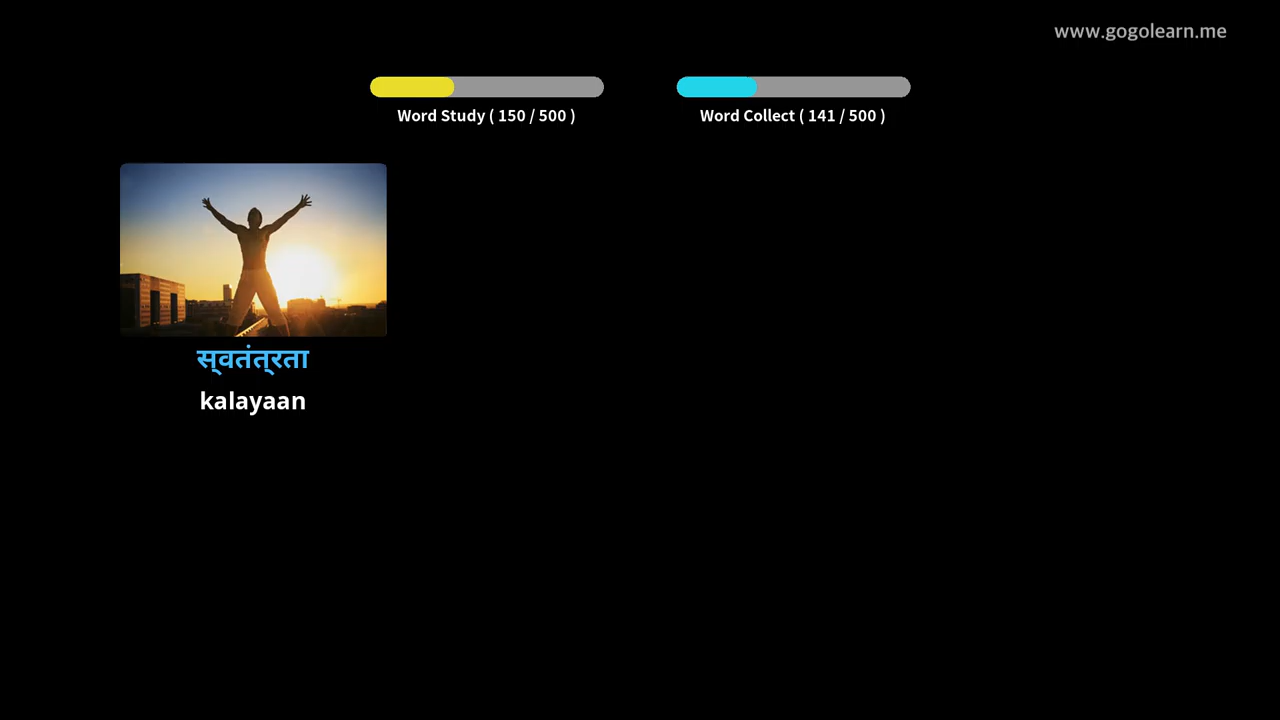 www.gogolearn.me
Word Study ( 150 / 500 )
Word Collect ( 141 / 500 )
स्वतंत्रता
kalayaan